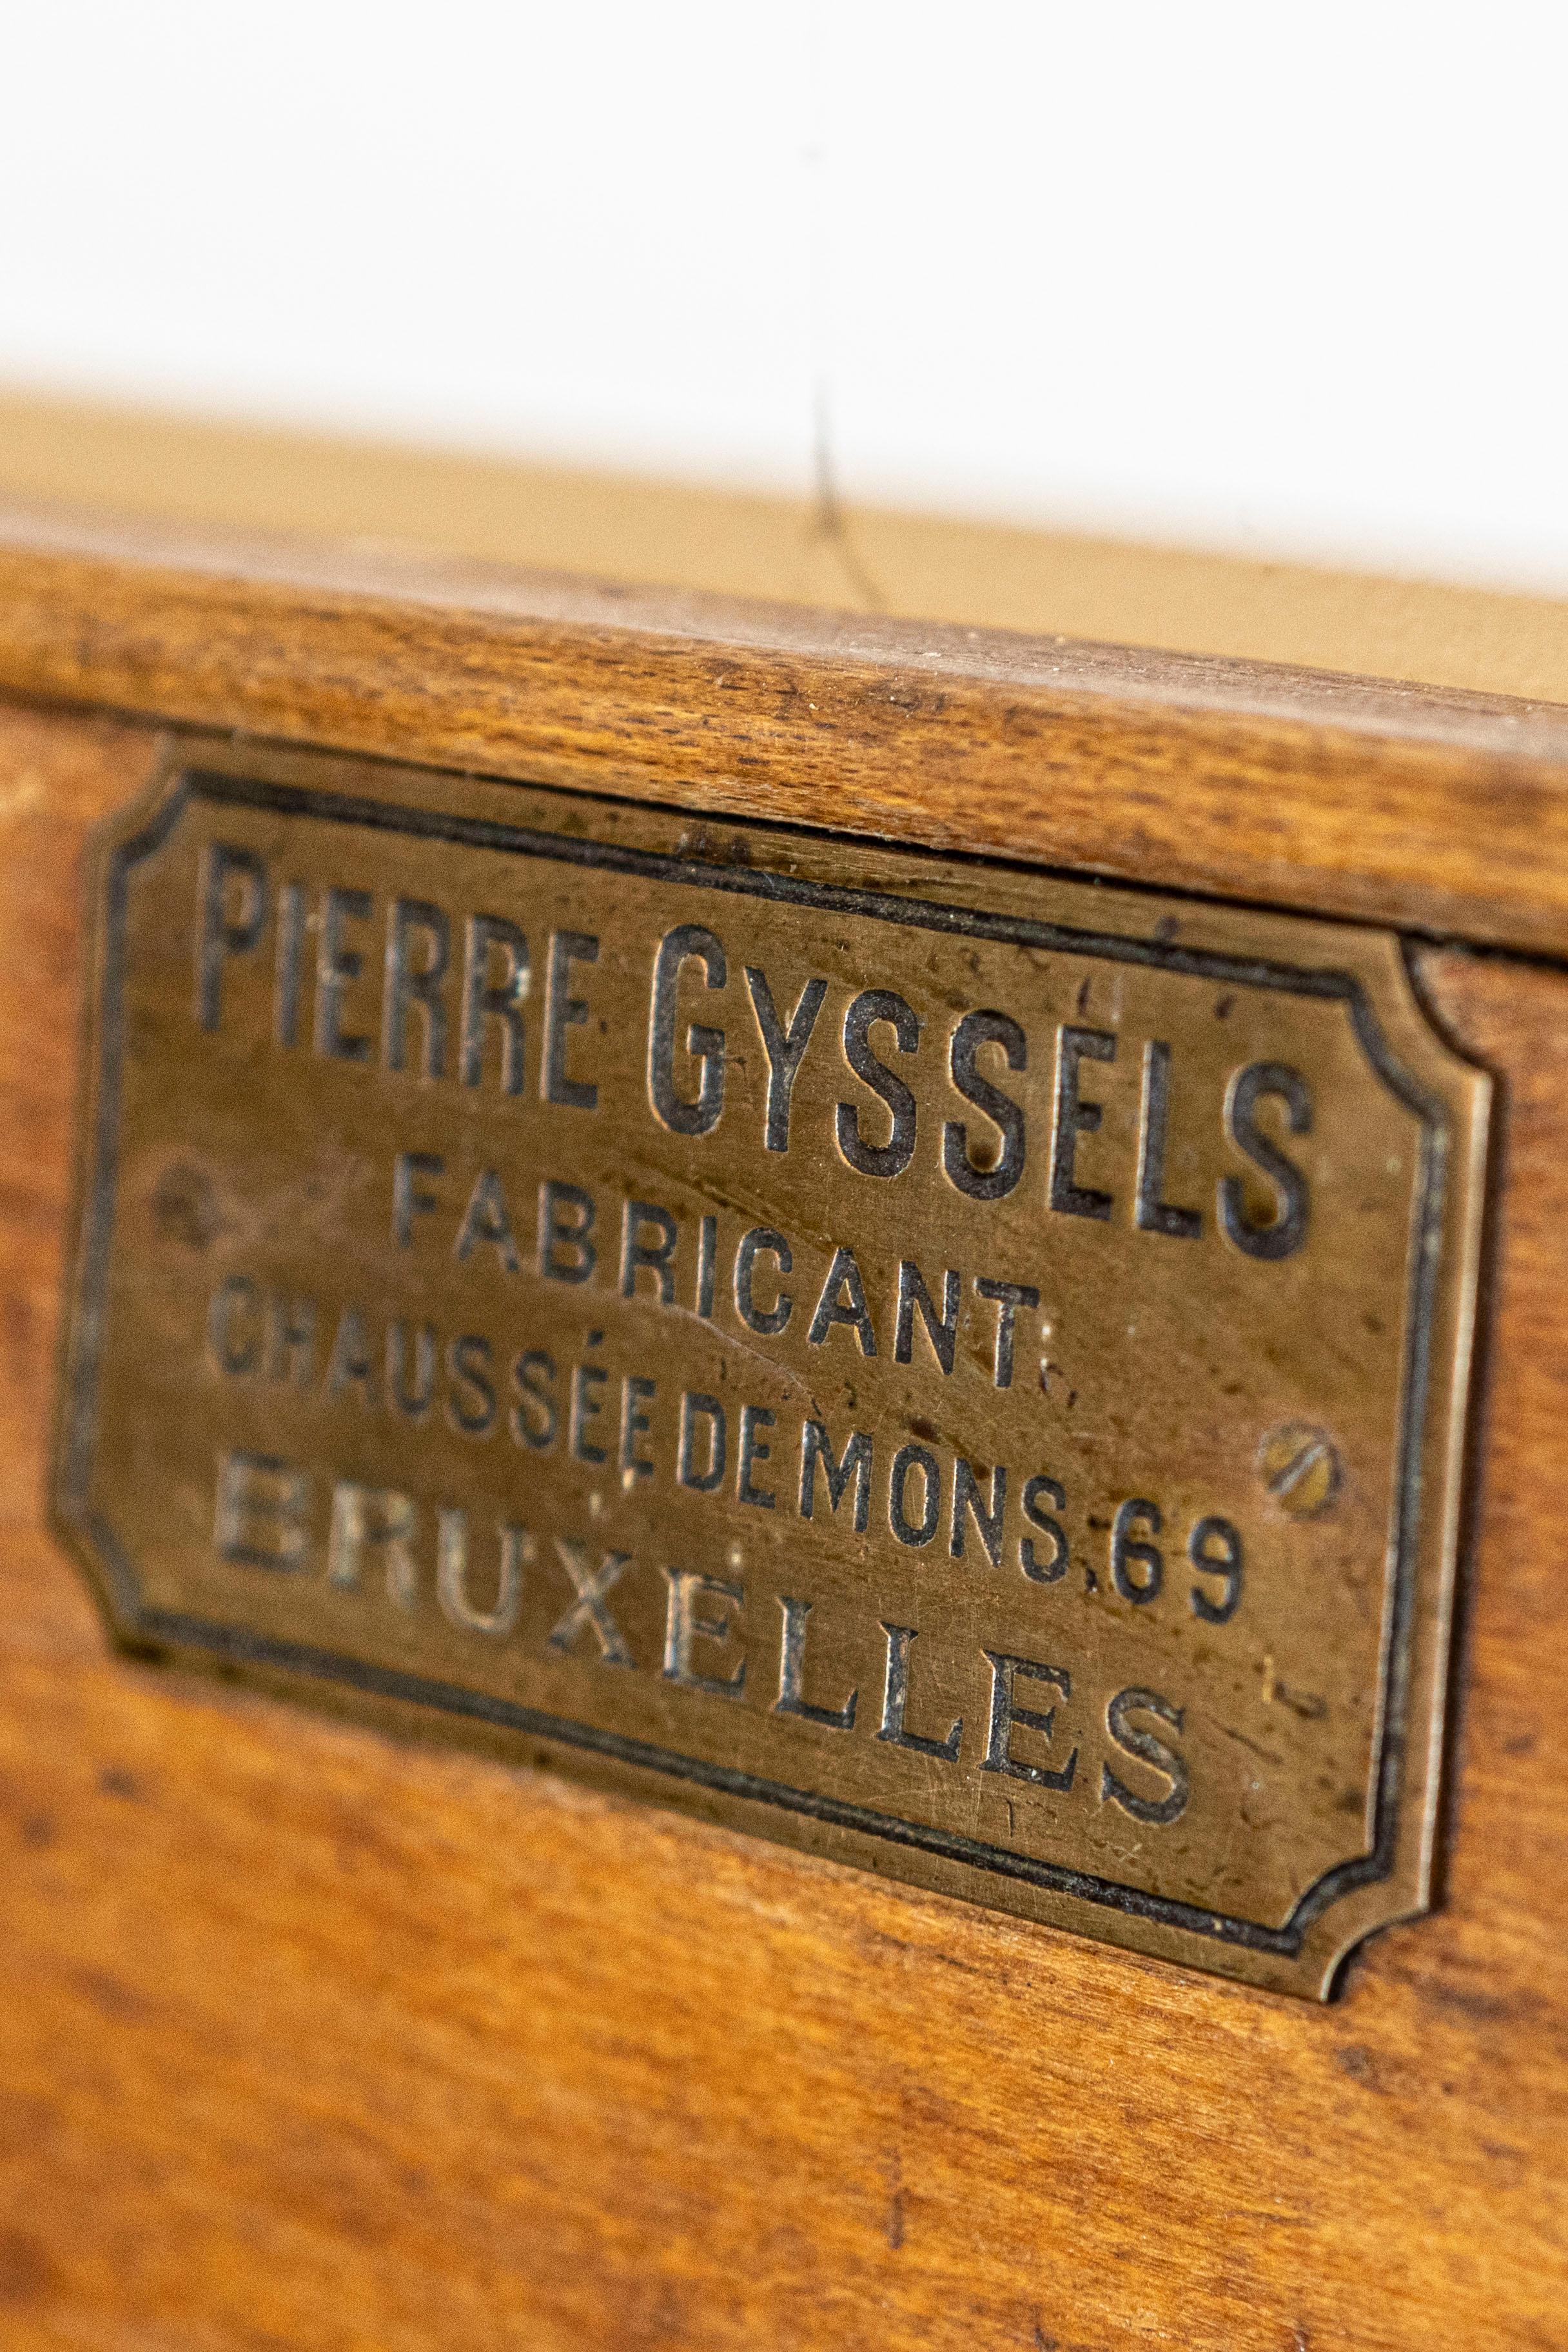 PIERRE GYSSELS
FABRICANT
CHAUSSÉE DE MONS, 69
BRUXELLES